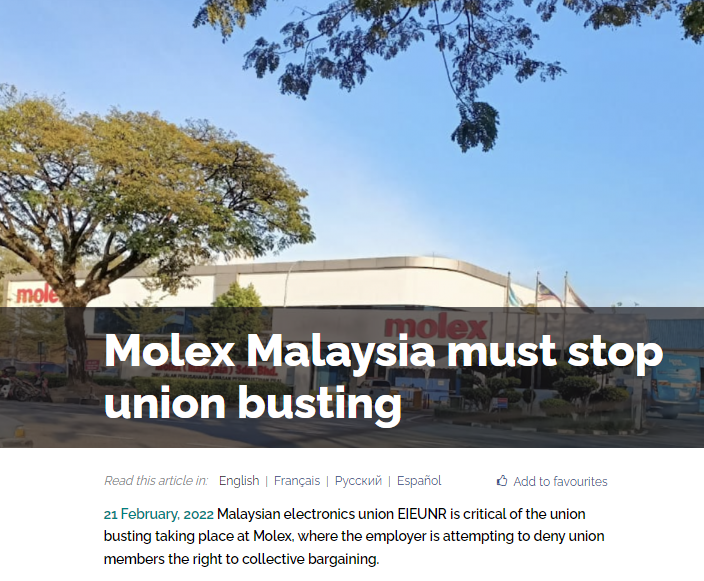 molex
Molex Malaysia must stop
union busting
Read this article in: English | Français | Русский | Español Add to favourites
21 February, 2022 Malaysian electronics union EIEUNR is critical of the union
busting taking place at Molex, where the employer is attempting to deny union
members the right to collective bargaining.